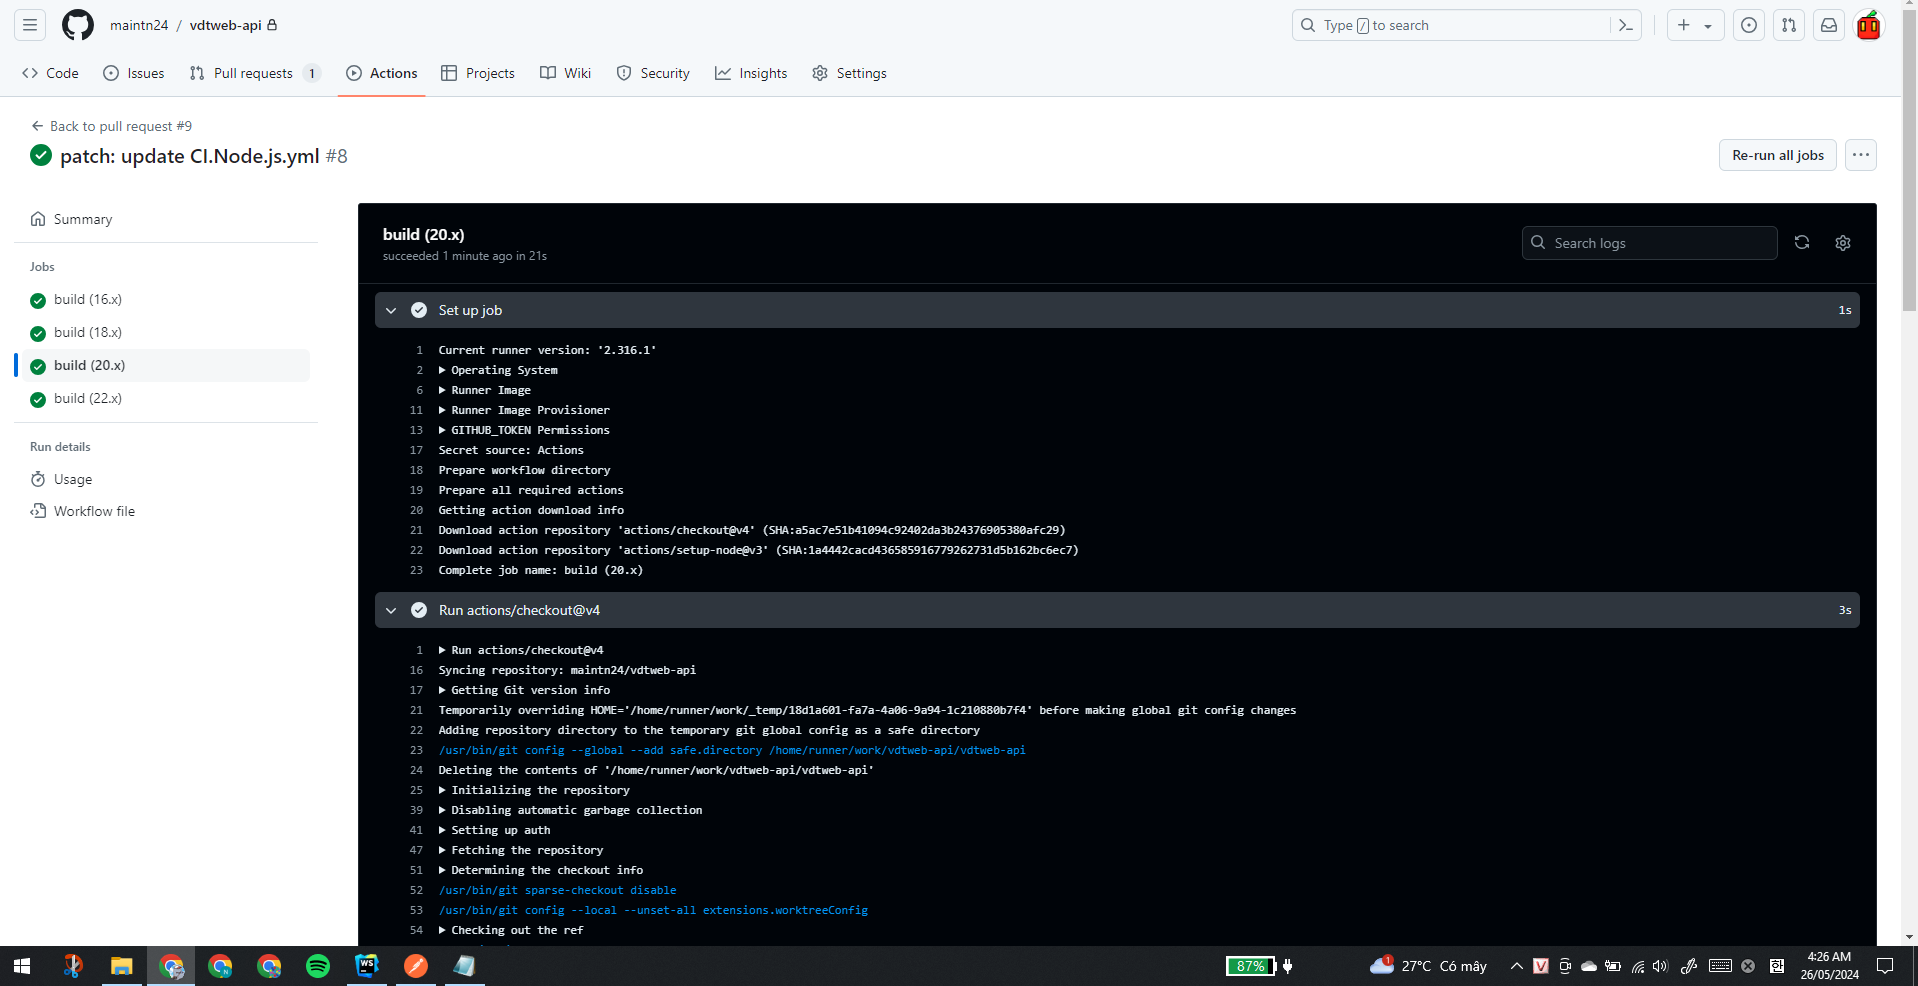 maintn24 / vdtweb-api
Type / to search
Code
Issues
Pull requests 1
Actions
Projects
Wiki
Security
Insights
Settings
Back to pull request #9
patch: update CI.Node.js.yml #8
Re-run all jobs
Summary
Jobs
build (16.x)
build (18.x)
build (20.x)
build (22.x)
Run details
Usage
Workflow file
build (20.x)
succeeded 1 minute ago in 21s
Search logs
Set up job 1s
1 Current runner version: '2.316.1'
2 ▶ Operating System
6 ▶ Runner Image
11 ▶ Runner Image Provisioner
13 ▶ GITHUB_TOKEN Permissions
17 Secret source: Actions
18 Prepare workflow directory
19 Prepare all required actions
20 Getting action download info
21 Download action repository 'actions/checkout@v4' (SHA:a5ac7e51b41094c92402da3b24376905380afc29)
22 Download action repository 'actions/setup-node@v3' (SHA:1a4442cacd436585916779262731d5b162bc6ec7)
23 Complete job name: build (20.x)
Run actions/checkout@v4 3s
1 ▶ Run actions/checkout@v4
16 Syncing repository: maintn24/vdtweb-api
17 ▶ Getting Git version info
21 Temporarily overriding HOME='/home/runner/work/_temp/18d1a601-fa7a-4a06-9a94-1c210880b7f4' before making global git config changes
22 Adding repository directory to the temporary git global config as a safe directory
23 /usr/bin/git config --global --add safe.directory /home/runner/work/vdtweb-api/vdtweb-api
24 Deleting the contents of '/home/runner/work/vdtweb-api/vdtweb-api'
25 ▶ Initializing the repository
39 ▶ Disabling automatic garbage collection
41 ▶ Setting up auth
47 ▶ Fetching the repository
51 ▶ Determining the checkout info
52 /usr/bin/git sparse-checkout disable
53 /usr/bin/git config --local --unset-all extensions.worktreeConfig
54 ▶ Checking out the ref
WS
87%
1
27°C Có mây
V
4:26 AM
26/05/2024